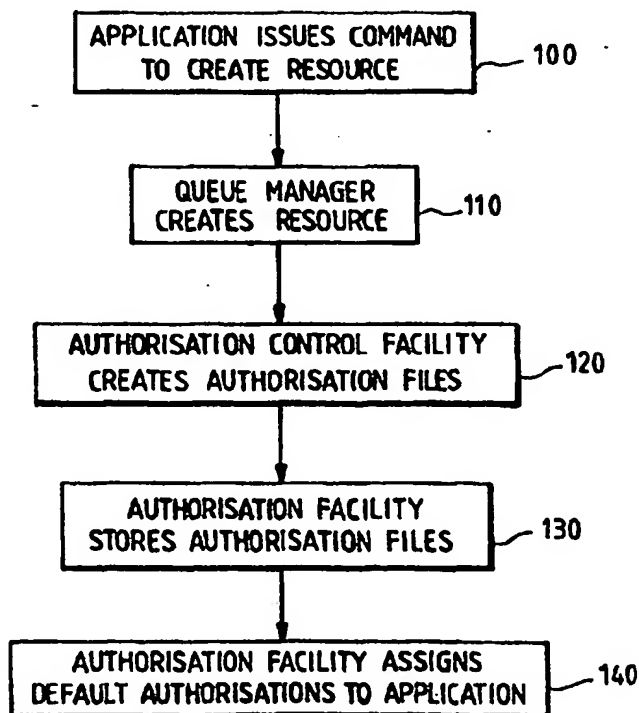 APPLICATION ISSUES COMMAND
TO CREATE RESOURCE
100
QUEUE MANAGER
CREATES RESOURCE
110
AUTHORISATION CONTROL FACILITY
CREATES AUTHORISATION FILES
120
AUTHORISATION FACILITY
STORES AUTHORISATION FILES
130
AUTHORISATION FACILITY ASSIGNS
DEFAULT AUTHORISATIONS TO APPLICATION
140